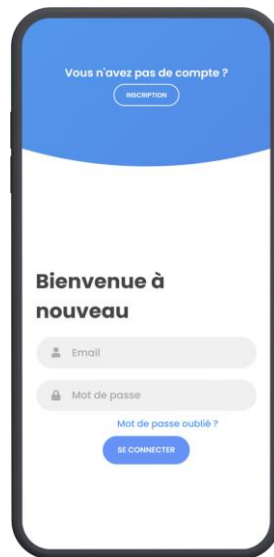 Vous n'avez pas de compte ?
INSCRIPTION
Bienvenue à
nouveau
Email
Mot de passe
Mot de passe oublié ?
SE CONNECTER